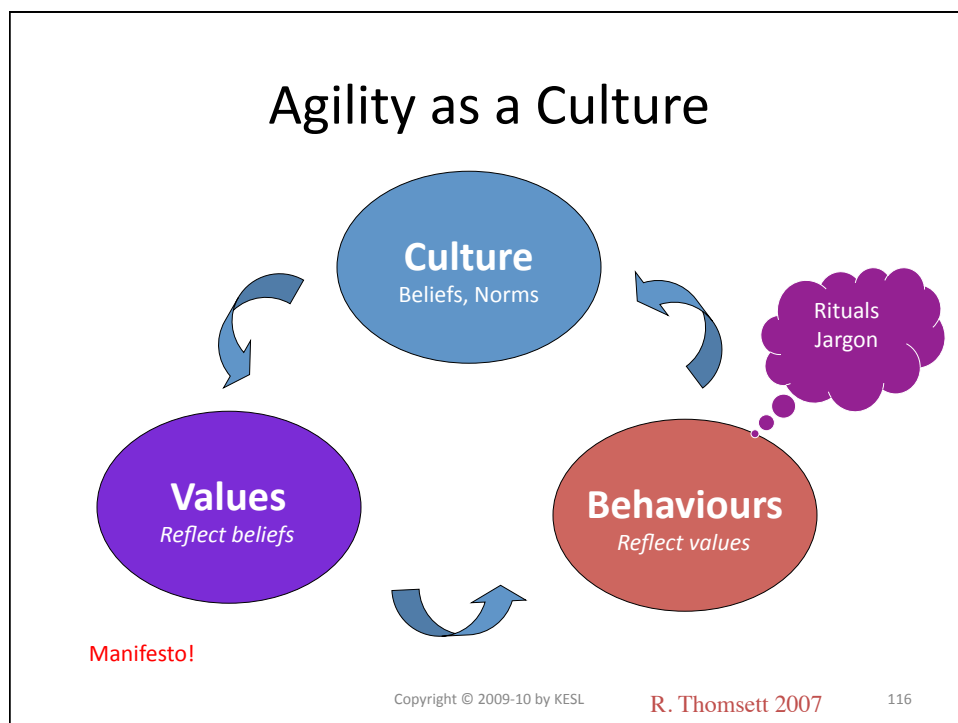 Agility as a Culture
Culture
Beliefs, Norms
Rituals
Jargon
Values
Reflect beliefs
Behaviours
Reflect values
Manifesto!
Copyright © 2009-10 by KESL
R. Thomsett 2007
116